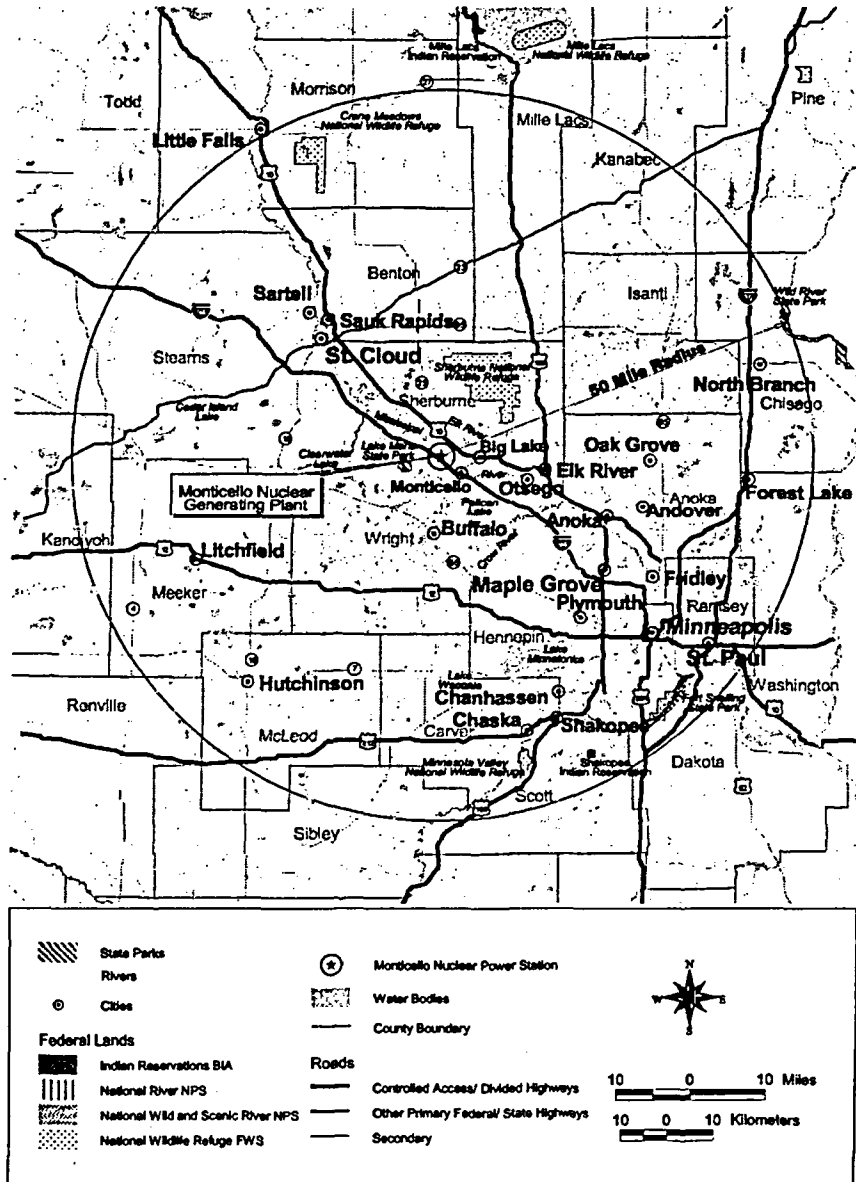 Mille Lacs
Indian Reservation
Mille Lacs
National Wildlife Refuge
Todd
Morrison
Pine
Crane Meadows
National Wildlife Refuge
Mille Lacs
Little Falls
Kanabec
Benton
Sartell
Isanti
Wild River
State Park
Sauk Rapids
Stearns
St. Cloud
50 Mile Radius
Sherburne National
Wildlife Refuge
North Branch
Sherburne
Chisago
Cedar Island
Lake
Mississippi
Elk River
Big Lake
Oak Grove
Clearwater
Lake
Lake Maria
State Park
Elk River
Monticello
River
Otsego
Anoka
Forest Lake
Monticello Nuclear
Generating Plant
Pelican
Lake
Anoka
Andover
Kandiyohi
Buffalo
Litchfield
Wright
Crow River
Meeker
Maple Grove
Fridley
Plymouth
Ramsey
Hennepin
Minneapolis
Lake
Minnetonka
St. Paul
Hutchinson
Lake
Waconia
Washington
Renville
Chanhassen
Fort Snelling
State Park
Chaska
Shakopee
McLeod
Carver
Minnesota Valley
National Wildlife Refuge
Shakopee
Indian Reservation
Dakota
Scott
Sibley
State Parks
Rivers
Cities
Federal Lands
Indian Reservations BIA
National River NPS
National Wild and Scenic River NPS
National Wildlife Refuge FWS
Monticello Nuclear Power Station
Water Bodies
County Boundary
Roads
Controlled Access/ Divided Highways
Other Primary Federal/ State Highways
Secondary
N
W E
S
10 0 10 Miles
10 0 10 Kilometers